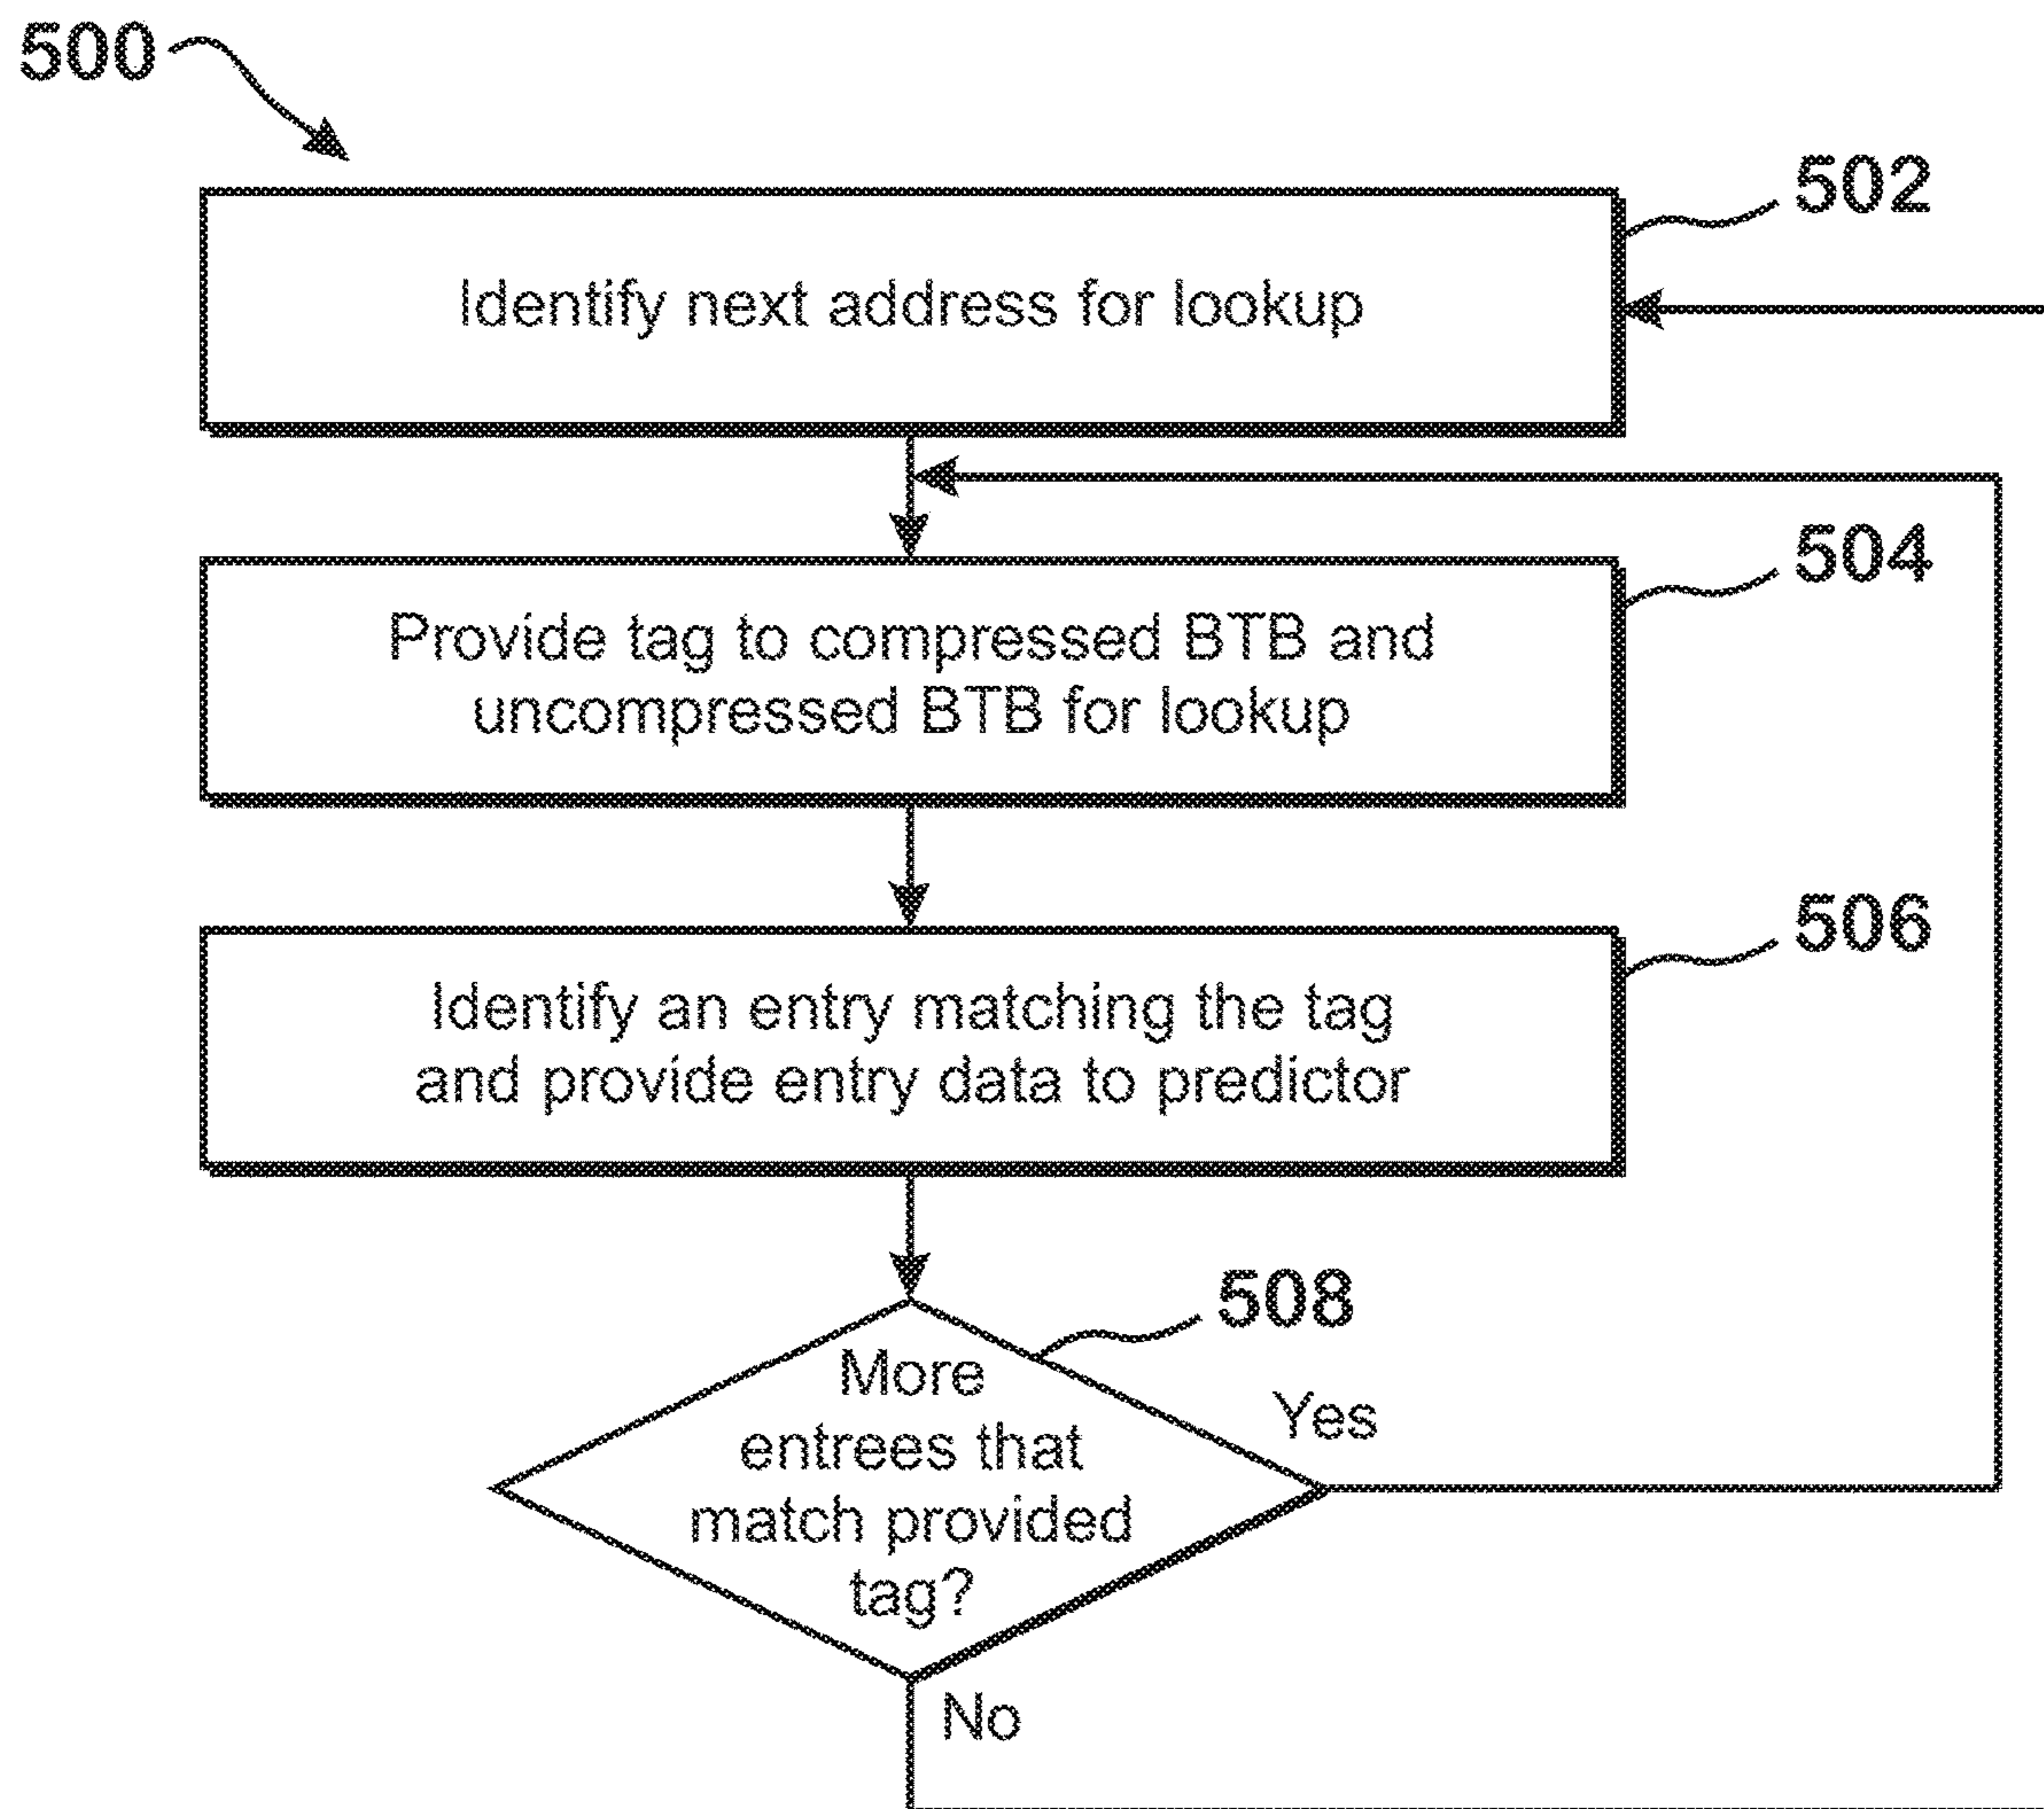 500
502
Identify next address for lookup
504
Provide tag to compressed BTB and
uncompressed BTB for lookup
506
Identify an entry matching the tag
and provide entry data to predictor
508
More
entrees that
match provided
tag?
Yes
No